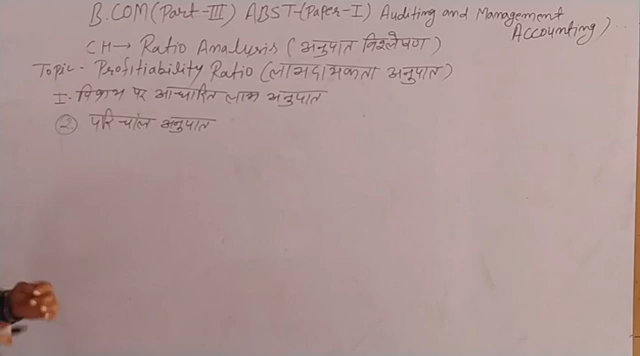 B.COM (Part-III) ABST-(Paper-I) Auditing and Management Accounting)
CH → Ratio Analysis (अनुपात विश्लेषण)
Topic - Profitiability Ratio (लाभदायकता अनुपात)
I- विक्रय पर आधारित लाभ अनुपात
② परिचालन अनुपात